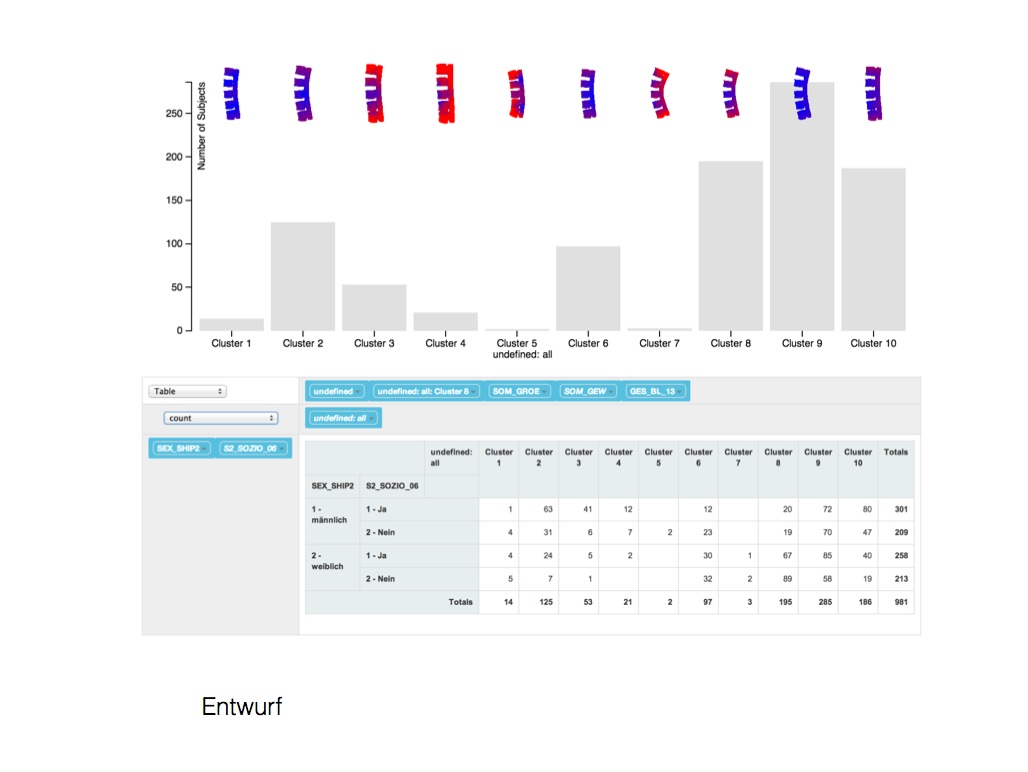 Number of Subjects
250
200
150
100
50
0
Cluster 1 Cluster 2 Cluster 3 Cluster 4 Cluster 5 Cluster 6 Cluster 7 Cluster 8 Cluster 9 Cluster 10
undefined: all
Table undefined undefined: all: Cluster 8 SOM_GROE SOM_GEW GES_BL_13
count undefined: all
SEX_SHIP2 S2_SOZIO_06
undefined: Cluster Cluster Cluster Cluster Cluster Cluster Cluster Cluster Cluster Cluster Totals
all 1 2 3 4 5 6 7 8 9 10
SEX_SHIP2 S2_SOZIO_06
1 - 1 - Ja 1 63 41 12 12 20 72 80 301
männlich
2 - Nein 4 31 6 7 2 23 19 70 47 209
2 - 1 - Ja 4 24 5 2 30 1 67 85 40 258
weiblich
2 - Nein 5 7 1 32 2 89 58 19 213
Totals 14 125 53 21 2 97 3 195 285 186 981
Entwurf